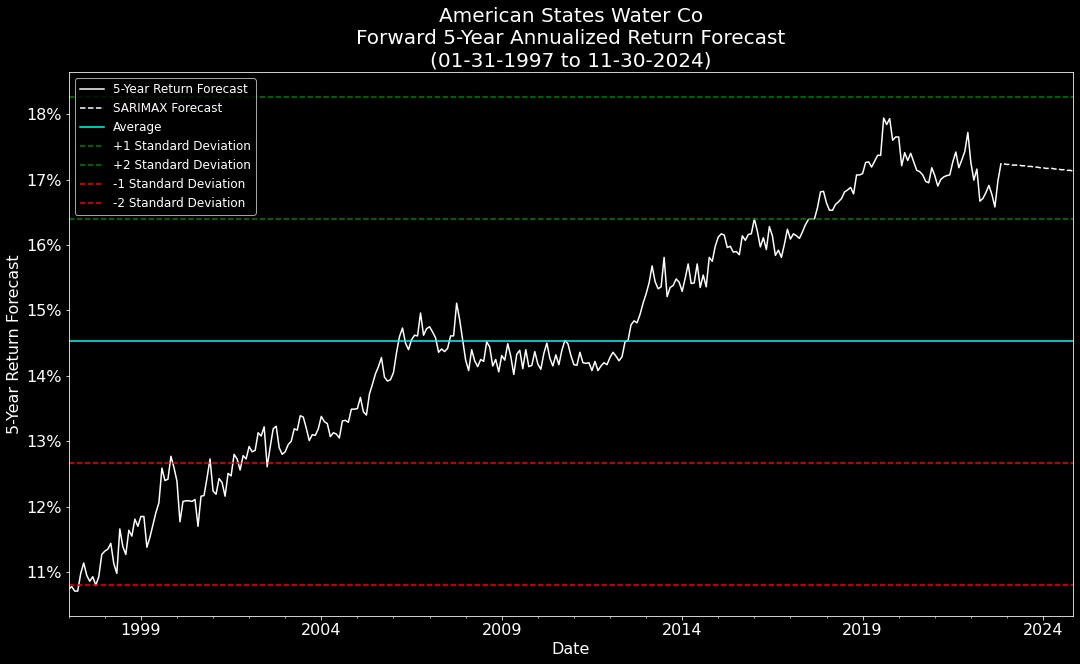 American States Water Co
Forward 5-Year Annualized Return Forecast
(01-31-1997 to 11-30-2024)
5-Year Return Forecast
SARIMAX Forecast
Average
+1 Standard Deviation
+2 Standard Deviation
-1 Standard Deviation
-2 Standard Deviation
5-Year Return Forecast
18%
17%
16%
15%
14%
13%
12%
11%
1999 2004 2009 2014 2019 2024
Date